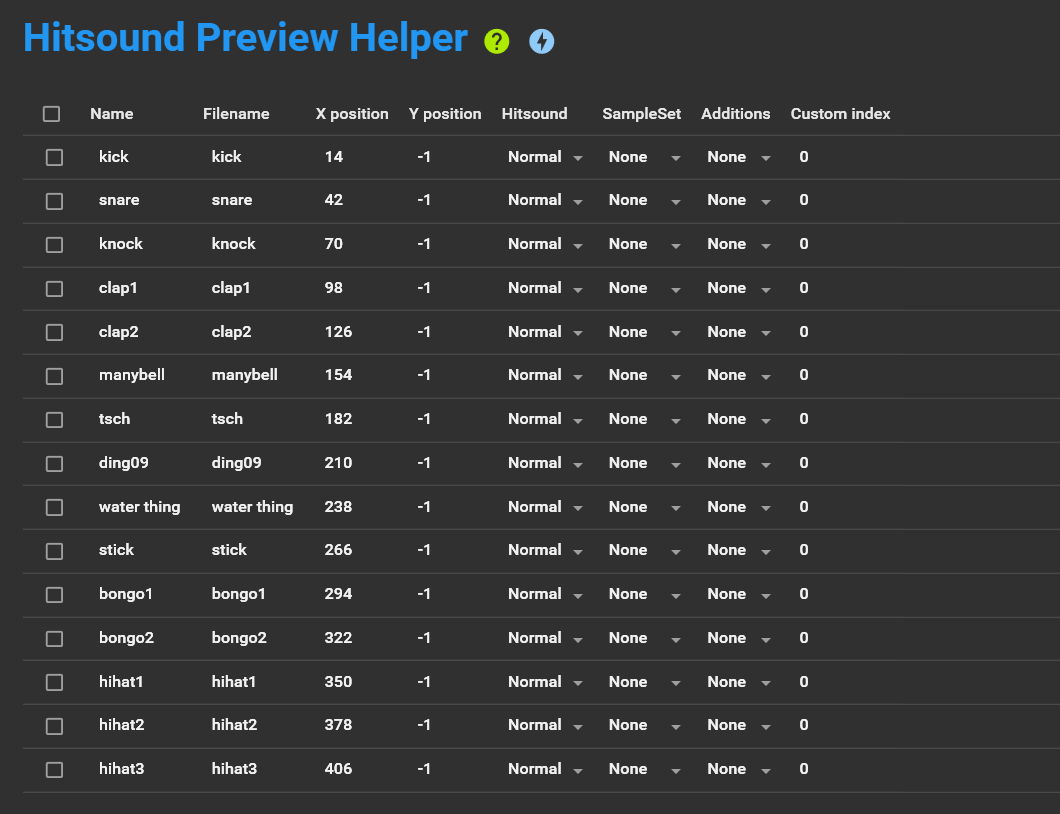 Hitsound Preview Helper ?
Name Filename X position Y position Hitsound SampleSet Additions Custom index
kick kick 14 -1 Normal None None 0
snare snare 42 -1 Normal None None 0
knock knock 70 -1 Normal None None 0
clap1 clap1 98 -1 Normal None None 0
clap2 clap2 126 -1 Normal None None 0
manybell manybell 154 -1 Normal None None 0
tsch tsch 182 -1 Normal None None 0
ding09 ding09 210 -1 Normal None None 0
water thing water thing 238 -1 Normal None None 0
stick stick 266 -1 Normal None None 0
bongo1 bongo1 294 -1 Normal None None 0
bongo2 bongo2 322 -1 Normal None None 0
hihat1 hihat1 350 -1 Normal None None 0
hihat2 hihat2 378 -1 Normal None None 0
hihat3 hihat3 406 -1 Normal None None 0